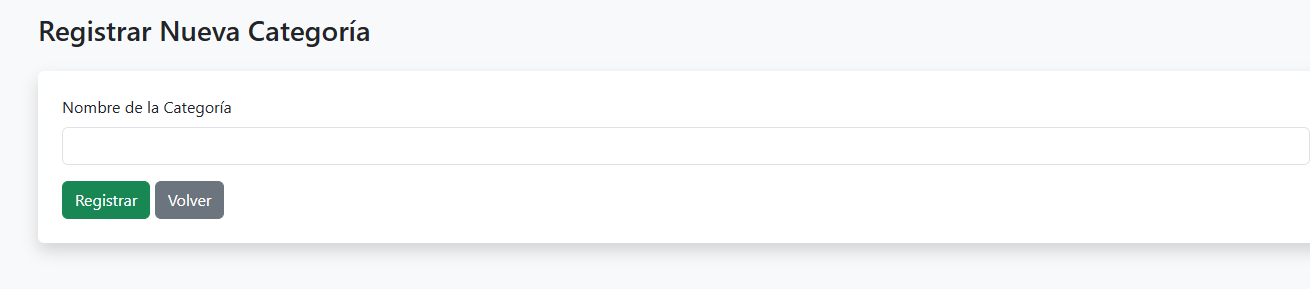 Registrar Nueva Categoría
Nombre de la Categoría
Registrar Volver